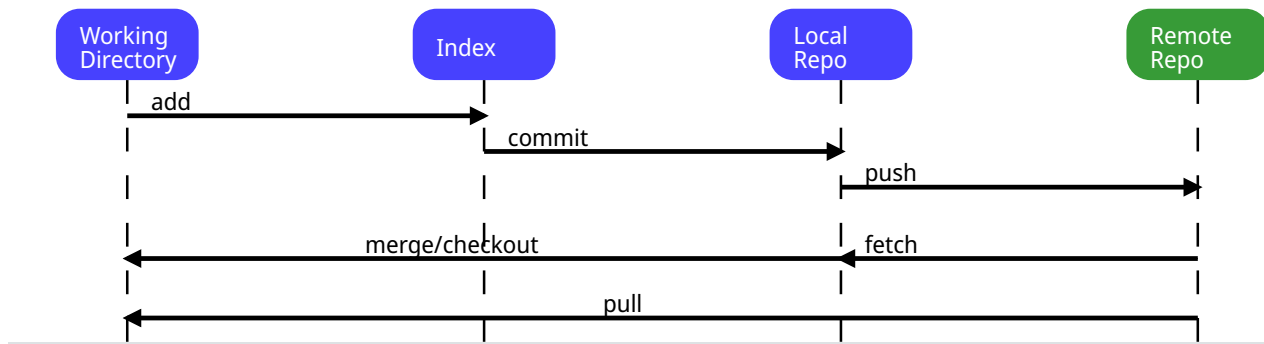 Working
Directory
Index
Local
Repo
Remote
Repo
add
commit
push
merge/checkout
fetch
pull